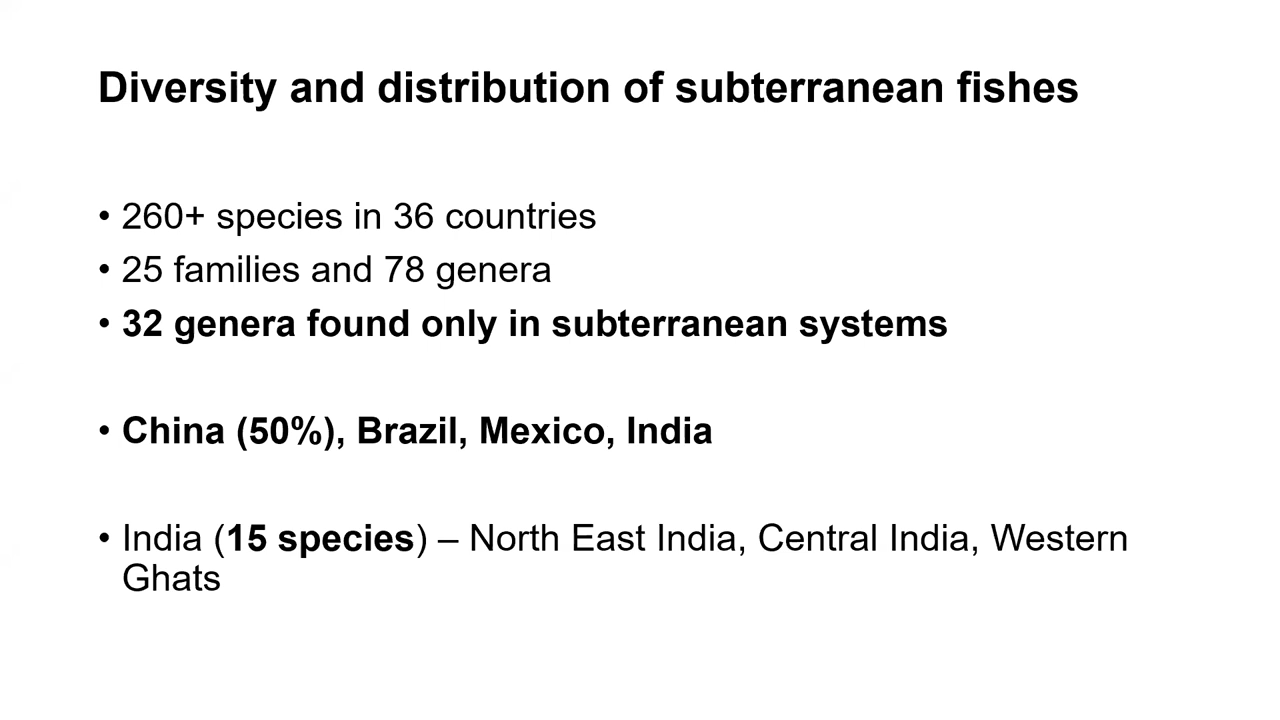 Diversity and distribution of subterranean fishes
• 260+ species in 36 countries
• 25 families and 78 genera
• 32 genera found only in subterranean systems
• China (50%), Brazil, Mexico, India
• India (15 species) – North East India, Central India, Western
Ghats